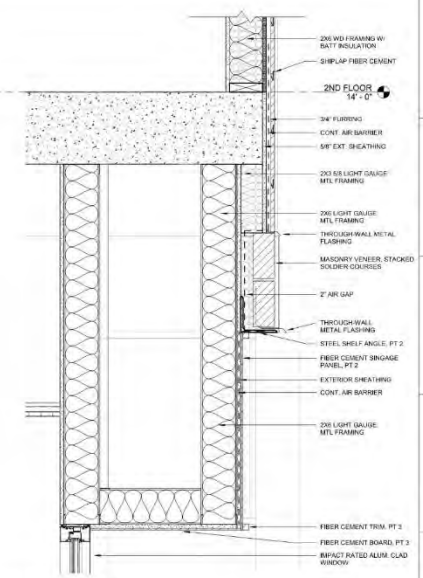 2X6 WD FRAMING W/
BATT INSULATION
SHIPLAP FIBER CEMENT
2ND FLOOR
14' - 0"
3/4" FURRING
CONT. AIR BARRIER
5/8" EXT. SHEATHING
2X3 5/8 LIGHT GAUGE
MTL FRAMING
2X6 LIGHT GAUGE
MTL FRAMING
THROUGH-WALL METAL
FLASHING
MASONRY VENEER, STACKED
SOLDIER COURSES
2" AIR GAP
THROUGH-WALL
METAL FLASHING
STEEL SHELF ANGLE, PT 2
FIBER CEMENT SINGAGE
PANEL, PT 2
EXTERIOR SHEATHING
CONT. AIR BARRIER
2X6 LIGHT GAUGE
MTL FRAMING
FIBER CEMENT TRIM, PT 3
FIBER CEMENT BOARD, PT 3
IMPACT RATED ALUM. CLAD
WINDOW